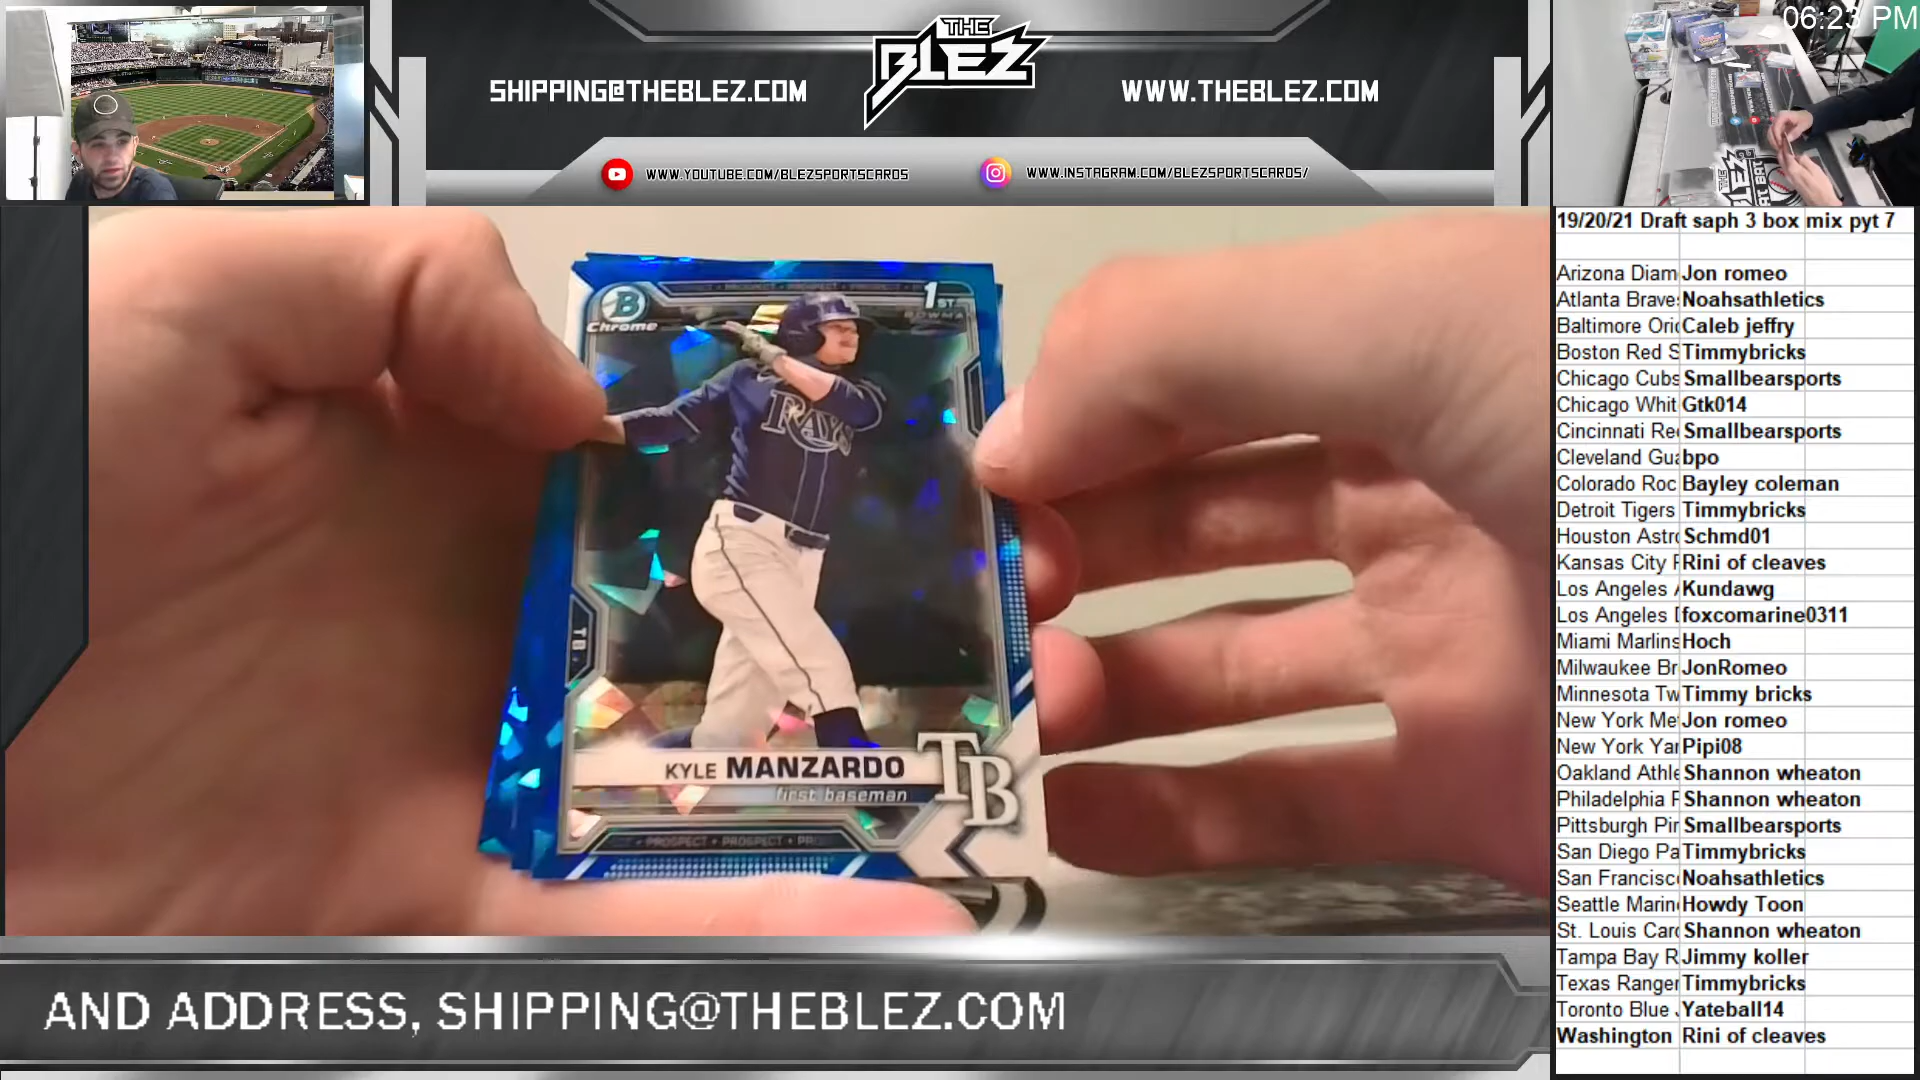 THE
BLEZ
SHIPPING@THEBLEZ.COM
WWW.THEBLEZ.COM
WWW.YOUTUBE.COM/BLEZSPORTSCARDS
WWW.INSTAGRAM.COM/BLEZSPORTSCARDS/
06:23 PM
19/20/21 Draft saph 3 box mix pyt 7
Arizona Diam Jon romeo
Atlanta Brave Noahsathletics
Baltimore Ori Caleb jeffry
Boston Red S Timmybricks
Chicago Cubs Smallbearsports
Chicago Whit Gtk014
Cincinnati Re Smallbearsports
Cleveland Gua bpo
Colorado Roc Bayley coleman
Detroit Tigers Timmybricks
Houston Astr Schmd01
Kansas City Rini of cleaves
Los Angeles Kundawg
Los Angeles foxcomarine0311
Miami Marlins Hoch
Milwaukee Br JonRomeo
Minnesota Tw Timmy bricks
New York Me Jon romeo
New York Ya Pipi08
Oakland Athle Shannon wheaton
Philadelphia Shannon wheaton
Pittsburgh Pir Smallbearsports
San Diego Pa Timmybricks
San Francisc Noahsathletics
Seattle Marin Howdy Toon
St. Louis Car Shannon wheaton
Tampa Bay R Jimmy koller
Texas Ranger Timmybricks
Toronto Blue Yateball14
Washington Rini of cleaves
PROSPECT • PROSPECT
B
Chrome
1ST
RAYS
TB
KYLE MANZARDO
first baseman
TB
PROSPECT • PROSPECT
AND ADDRESS, SHIPPING@THEBLEZ.COM